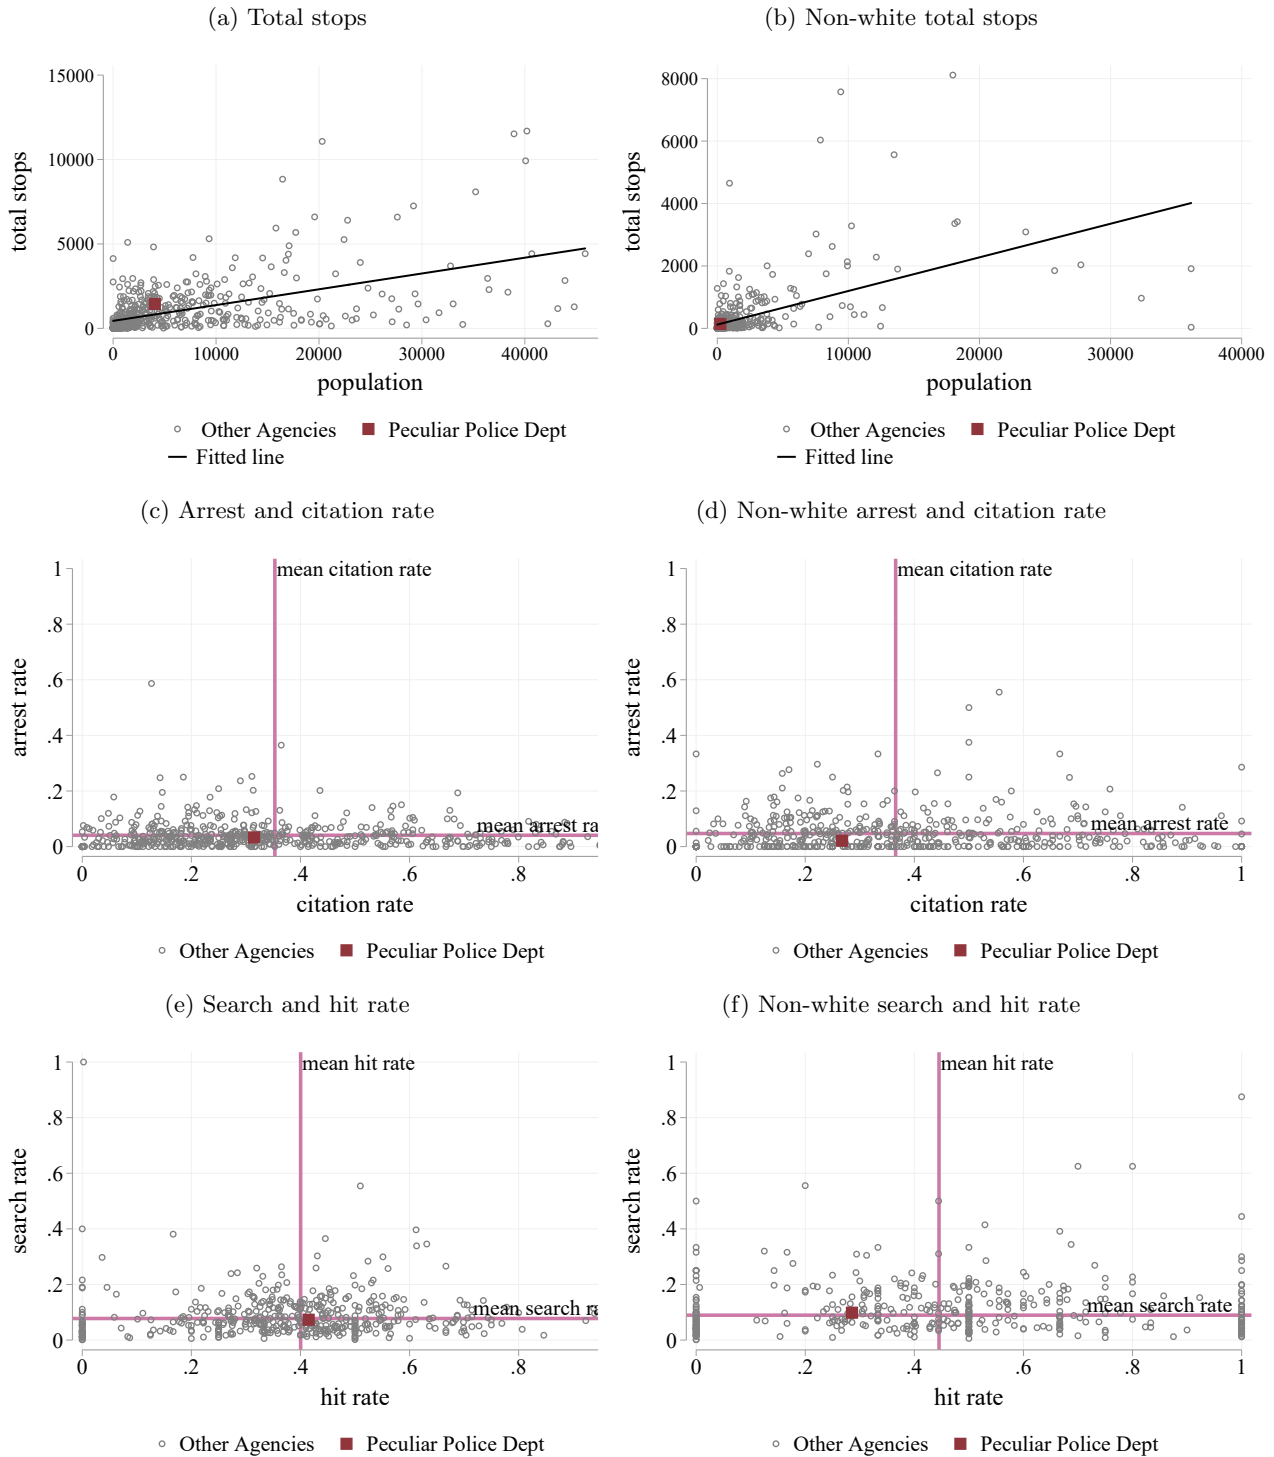 (a) Total stops
(b) Non-white total stops
15000
10000
5000
0
total stops
0 10000 20000 30000 40000
population
Other Agencies Peculiar Police Dept
Fitted line
8000
6000
4000
2000
0
total stops
0 10000 20000 30000 40000
population
Other Agencies Peculiar Police Dept
Fitted line
(c) Arrest and citation rate
(d) Non-white arrest and citation rate
mean citation rate
1
.8
.6
.4
.2
0
arrest rate
mean arrest ra
0 .2 .4 .6 .8
citation rate
Other Agencies Peculiar Police Dept
mean citation rate
1
.8
.6
.4
.2
0
arrest rate
mean arrest rate
0 .2 .4 .6 .8 1
citation rate
Other Agencies Peculiar Police Dept
(e) Search and hit rate
(f) Non-white search and hit rate
mean hit rate
1
.8
.6
.4
.2
0
search rate
mean search ra
0 .2 .4 .6 .8
hit rate
Other Agencies Peculiar Police Dept
mean hit rate
1
.8
.6
.4
.2
0
search rate
mean search rate
0 .2 .4 .6 .8 1
hit rate
Other Agencies Peculiar Police Dept